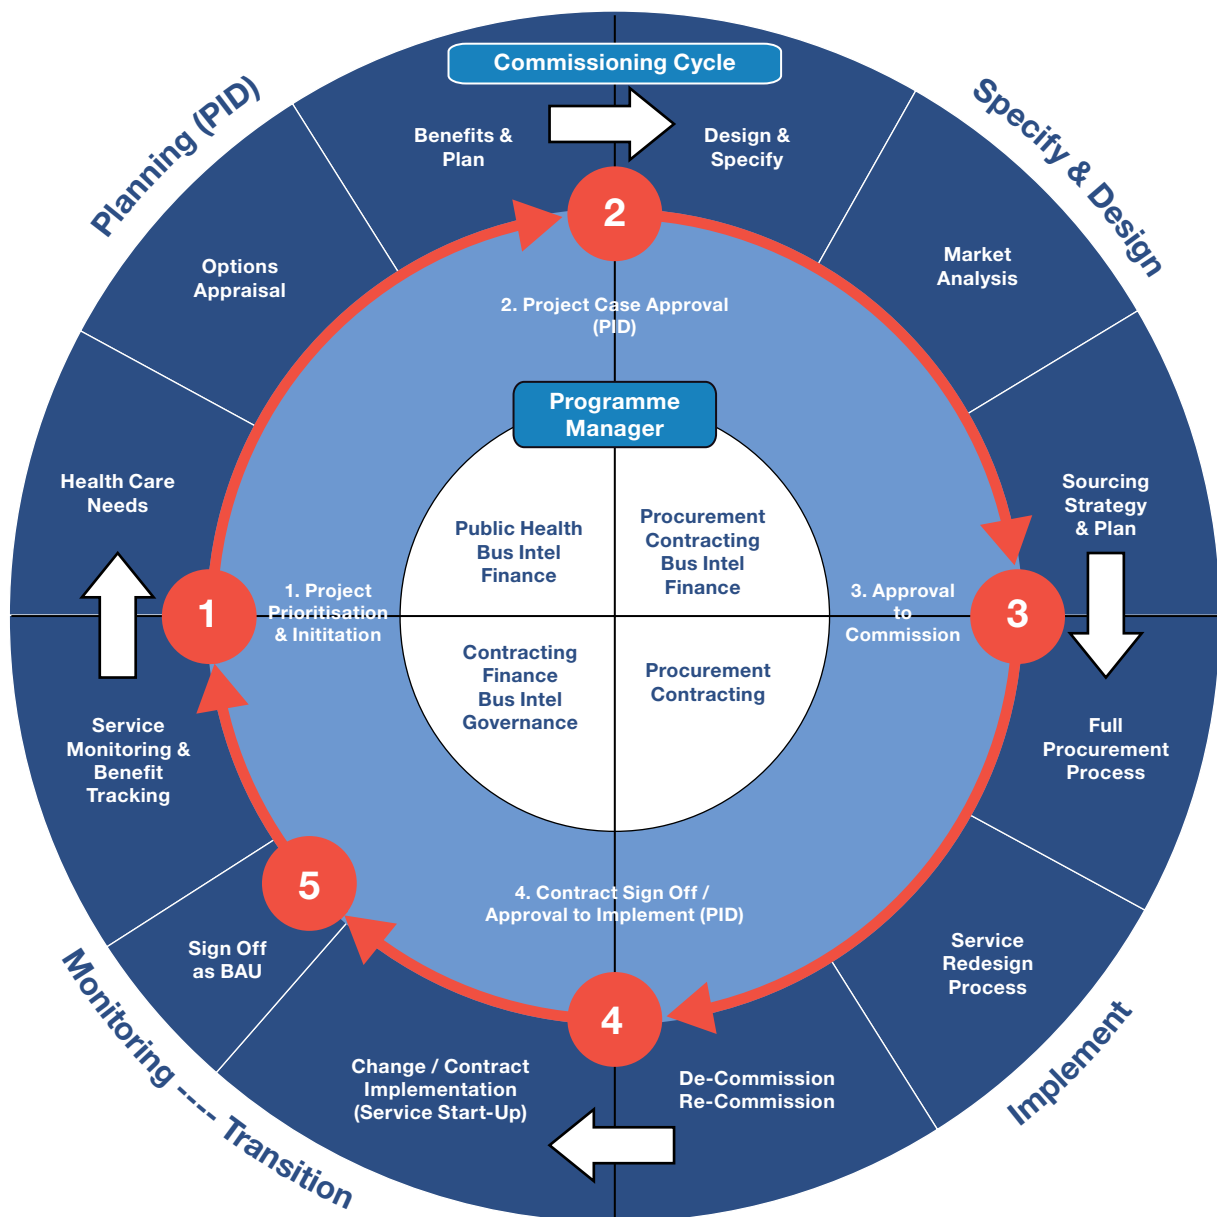 Commissioning Cycle
Planning (PID)
Specify & Design
Benefits &
Plan
Design &
Specify
2
Options
Appraisal
Market
Analysis
2. Project Case Approval
(PID)
Programme
Manager
Health Care
Needs
Sourcing
Strategy
& Plan
Public Health
Bus Intel
Finance
Procurement
Contracting
Bus Intel
Finance
1
1. Project
Prioritisation
& Inititation
3. Approval
to
Commission
3
Contracting
Finance
Bus Intel
Governance
Procurement
Contracting
Service
Monitoring &
Benefit
Tracking
Full
Procurement
Process
5
4. Contract Sign Off /
Approval to Implement (PID)
Sign Off
as BAU
Service
Redesign
Process
4
Change / Contract
Implementation
(Service Start-Up)
De-Commission
Re-Commission
Monitoring ---- Transition
Implement